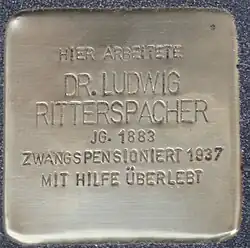 HIER ARBEITETE
DR. LUDWIG
RITTERSPACHER
JG. 1883
ZWANGSPENSIONIERT 1937
MIT HILFE ÜBERLEBT